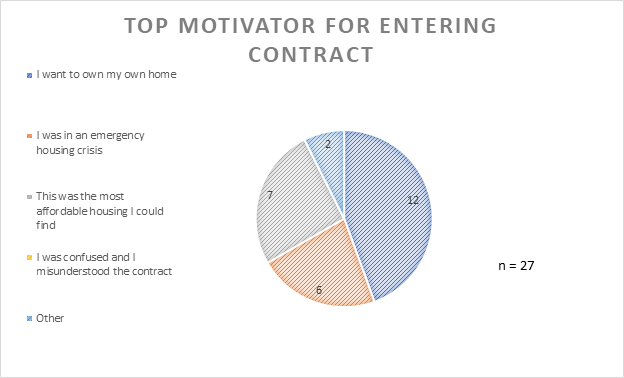 TOP MOTIVATOR FOR ENTERING
CONTRACT
I want to own my own home
I was in an emergency
housing crisis
This was the most
affordable housing I could
find
I was confused and I
misunderstood the contract
Other
2
12
7
6
n = 27